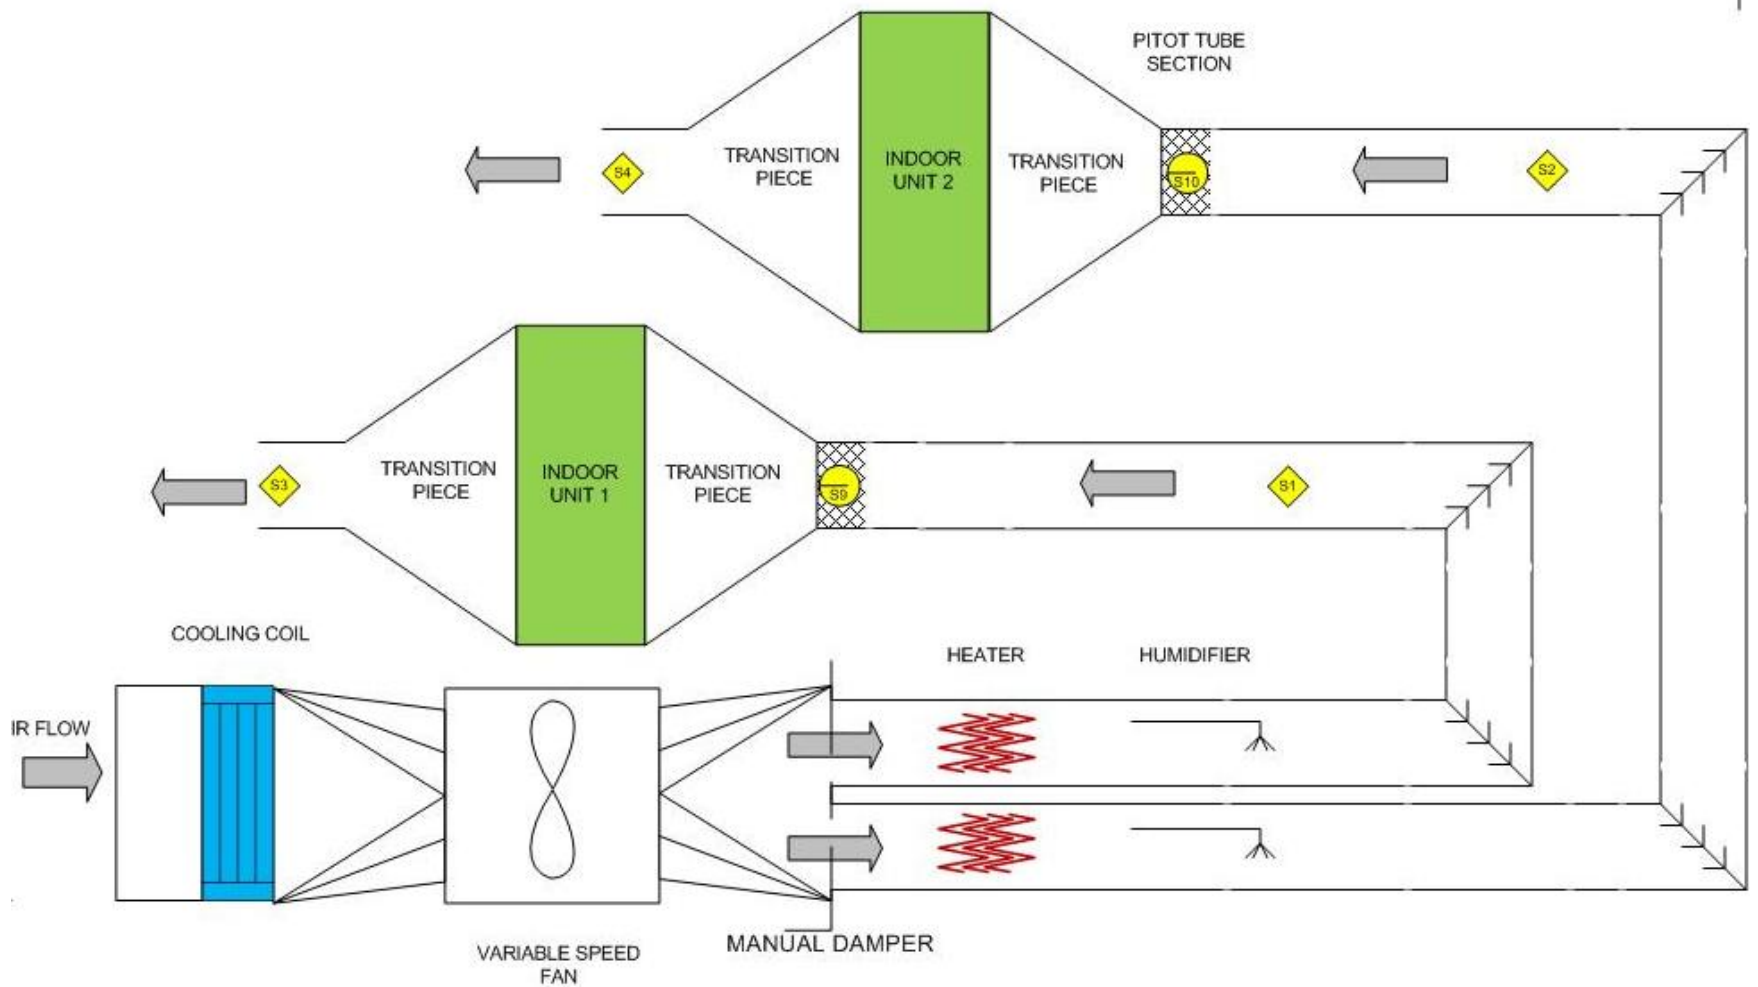 PITOT TUBE
SECTION
TRANSITION
PIECE
INDOOR
UNIT 2
TRANSITION
PIECE
S4
S10
S2
TRANSITION
PIECE
INDOOR
UNIT 1
TRANSITION
PIECE
S3
S9
S1
COOLING COIL
HEATER
HUMIDIFIER
IR FLOW
MANUAL DAMPER
VARIABLE SPEED
FAN